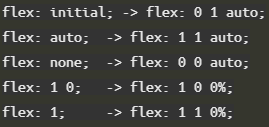 flex: initial; -> flex: 0 1 auto;
flex: auto;  -> flex: 1 1 auto;
flex: none;  -> flex: 0 0 auto;
flex: 1 0;   -> flex: 1 0 0%;
flex: 1;     -> flex: 1 1 0%;